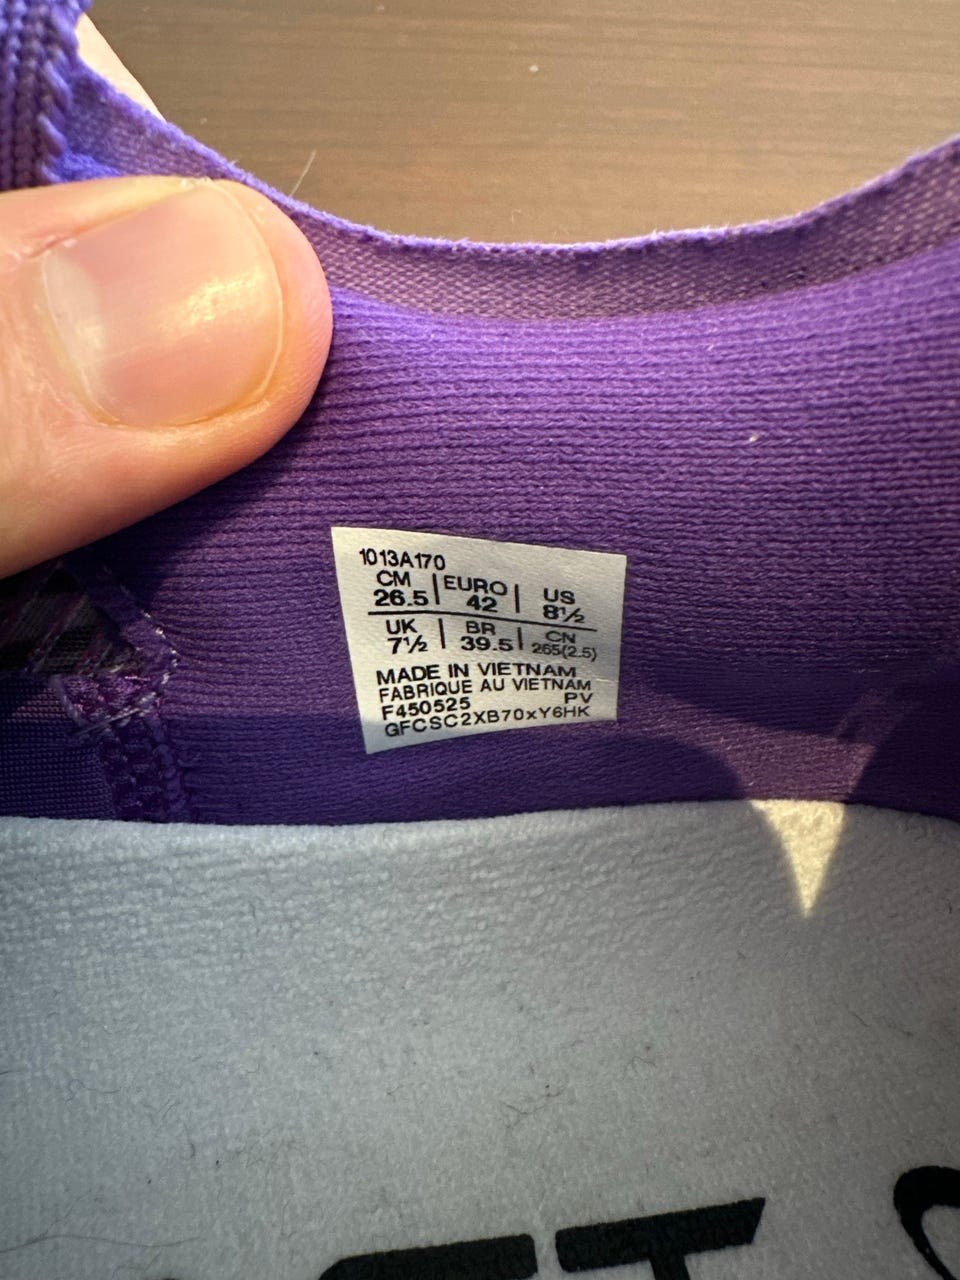 1013A170
CM | EURO | US
26.5 | 42 | 8½
UK | BR | CN
7½ | 39.5 | 265(2.5)
MADE IN VIETNAM
FABRIQUE AU VIETNAM
F450525 PV
GFCSC2XB70xY6HK